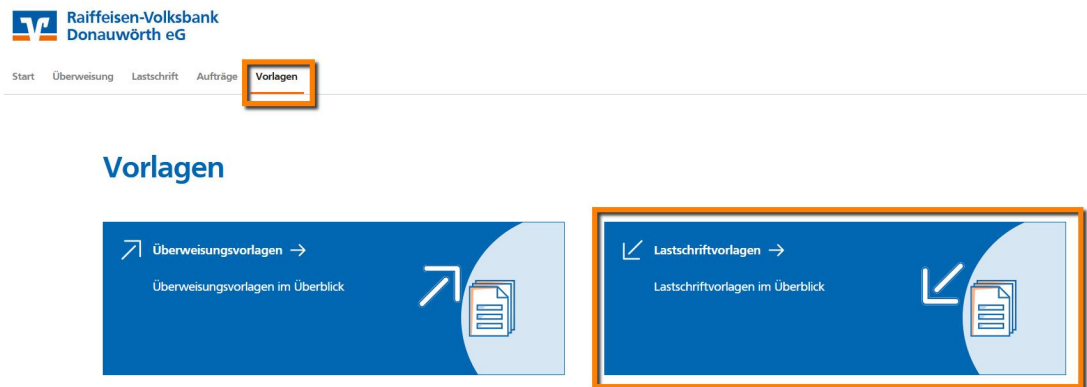 Raiffeisen-Volksbank
Donauwörth eG
Start Überweisung Lastschrift Aufträge Vorlagen
Vorlagen
Überweisungsvorlagen →
Überweisungsvorlagen im Überblick
Lastschriftvorlagen →
Lastschriftvorlagen im Überblick